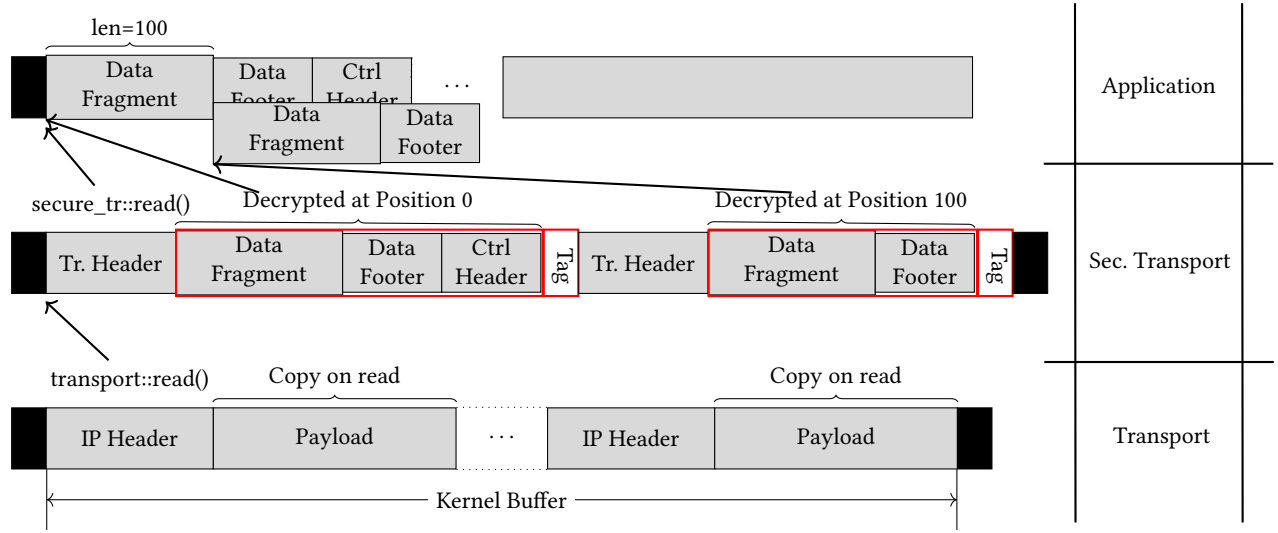 len=100
Data
Fragment
Data
Footer
Ctrl
Header
Data
Fragment
Data
Footer
...
Application
secure_tr::read()
Decrypted at Position 0
Decrypted at Position 100
Tr. Header
Data
Fragment
Data
Footer
Ctrl
Header
Tag
Tr. Header
Data
Fragment
Data
Footer
Tag
Sec. Transport
transport::read()
Copy on read
Copy on read
IP Header
Payload
...
IP Header
Payload
Transport
Kernel Buffer